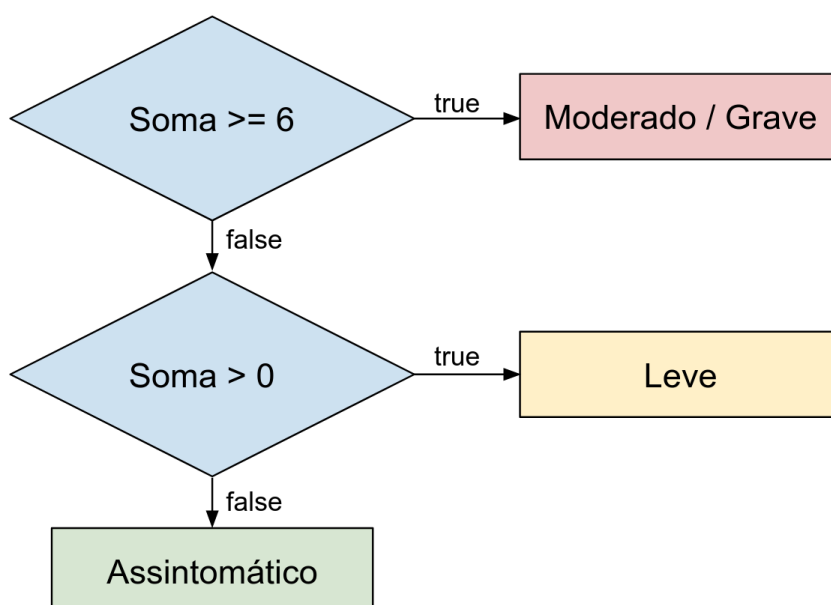 Soma >= 6
true
Moderado / Grave
false
Soma > 0
true
Leve
false
Assintomático